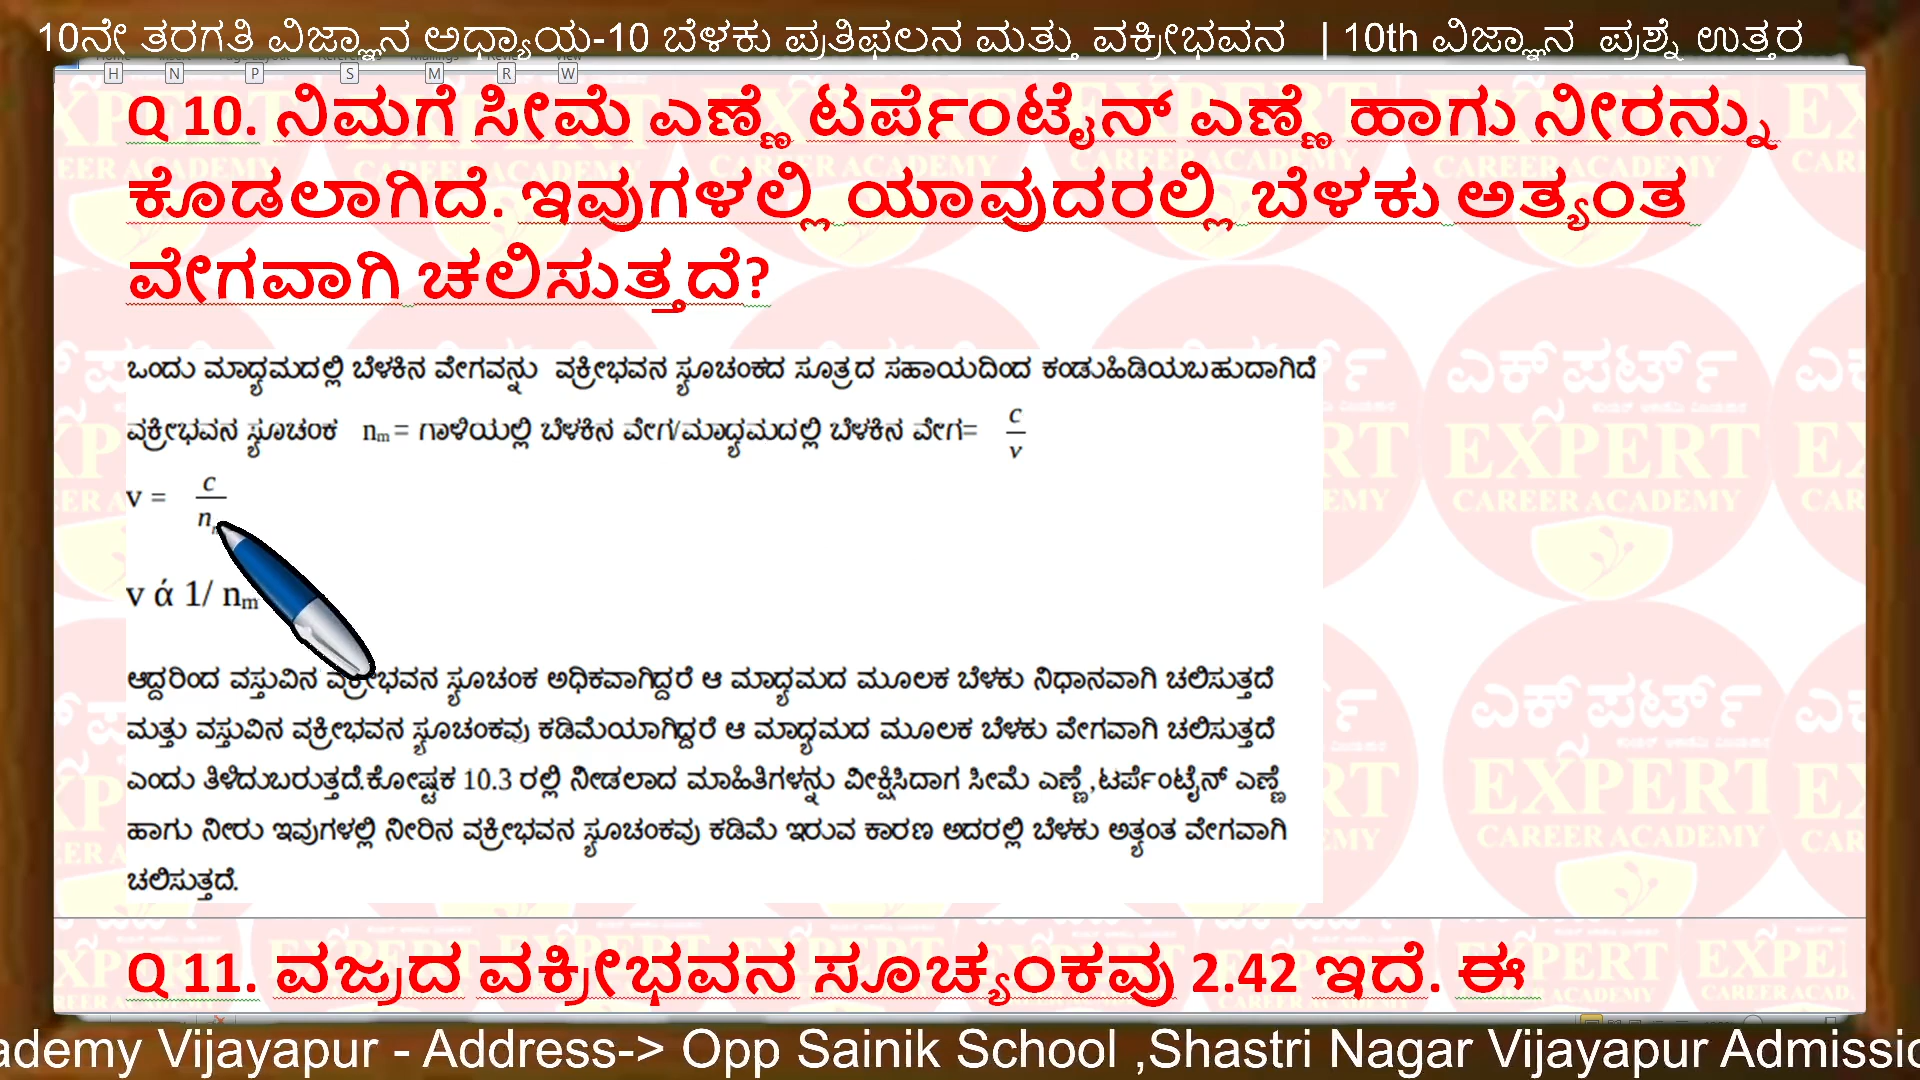 10ನೇ ತರಗತಿ ವಿಜ್ಞಾನ ಅಧ್ಯಾಯ-10 ಬೆಳಕು ಪ್ರತಿಫಲನ ಮತ್ತು ವಕ್ರೀಭವನ | 10th ವಿಜ್ಞಾನ ಪ್ರಶ್ನೆ ಉತ್ತರ
H N P S M R W
Q 10. ನಿಮಗೆ ಸೀಮೆ ಎಣ್ಣೆ ಟರ್ಪೆಂಟೈನ್ ಎಣ್ಣೆ ಹಾಗು ನೀರನ್ನು
ಕೊಡಲಾಗಿದೆ. ಇವುಗಳಲ್ಲಿ ಯಾವುದರಲ್ಲಿ ಬೆಳಕು ಅತ್ಯಂತ
ವೇಗವಾಗಿ ಚಲಿಸುತ್ತದೆ?
ಒಂದು ಮಾಧ್ಯಮದಲ್ಲಿ ಬೆಳಕಿನ ವೇಗವನ್ನು ವಕ್ರೀಭವನ ಸ್ಯೂಚಂಕದ ಸೂತ್ರದ ಸಹಾಯದಿಂದ ಕಂಡುಹಿಡಿಯಬಹುದಾಗಿದೆ
ವಕ್ರೀಭವನ ಸ್ಯೂಚಂಕ nₘ = ಗಾಳಿಯಲ್ಲಿ ಬೆಳಕಿನ ವೇಗ/ಮಾಧ್ಯಮದಲ್ಲಿ ಬೆಳಕಿನ ವೇಗ= c/v
v = c/n
v ά 1/ nₘ
ಆದ್ದರಿಂದ ವಸ್ತುವಿನ ವಕ್ರೀಭವನ ಸ್ಯೂಚಂಕ ಅಧಿಕವಾಗಿದ್ದರೆ ಆ ಮಾಧ್ಯಮದ ಮೂಲಕ ಬೆಳಕು ನಿಧಾನವಾಗಿ ಚಲಿಸುತ್ತದೆ
ಮತ್ತು ವಸ್ತುವಿನ ವಕ್ರೀಭವನ ಸ್ಯೂಚಂಕವು ಕಡಿಮೆಯಾಗಿದ್ದರೆ ಆ ಮಾಧ್ಯಮದ ಮೂಲಕ ಬೆಳಕು ವೇಗವಾಗಿ ಚಲಿಸುತ್ತದೆ
ಎಂದು ತಿಳಿದುಬರುತ್ತದೆ.ಕೋಷ್ಟಕ 10.3 ರಲ್ಲಿ ನೀಡಲಾದ ಮಾಹಿತಿಗಳನ್ನು ವೀಕ್ಷಿಸಿದಾಗ ಸೀಮೆ ಎಣ್ಣೆ,ಟರ್ಪೆಂಟೈನ್ ಎಣ್ಣೆ
ಹಾಗು ನೀರು ಇವುಗಳಲ್ಲಿ ನೀರಿನ ವಕ್ರೀಭವನ ಸ್ಯೂಚಂಕವು ಕಡಿಮೆ ಇರುವ ಕಾರಣ ಅದರಲ್ಲಿ ಬೆಳಕು ಅತ್ಯಂತ ವೇಗವಾಗಿ
ಚಲಿಸುತ್ತದೆ.
Q 11. ವಜ್ರದ ವಕ್ರೀಭವನ ಸೂಚ್ಯಂಕವು 2.42 ಇದೆ. ಈ
ademy Vijayapur - Address-> Opp Sainik School ,Shastri Nagar Vijayapur Admissio
ಎಕ್ಸ್‌ಪರ್ಟ್
EXPERT
CAREER ACADEMY